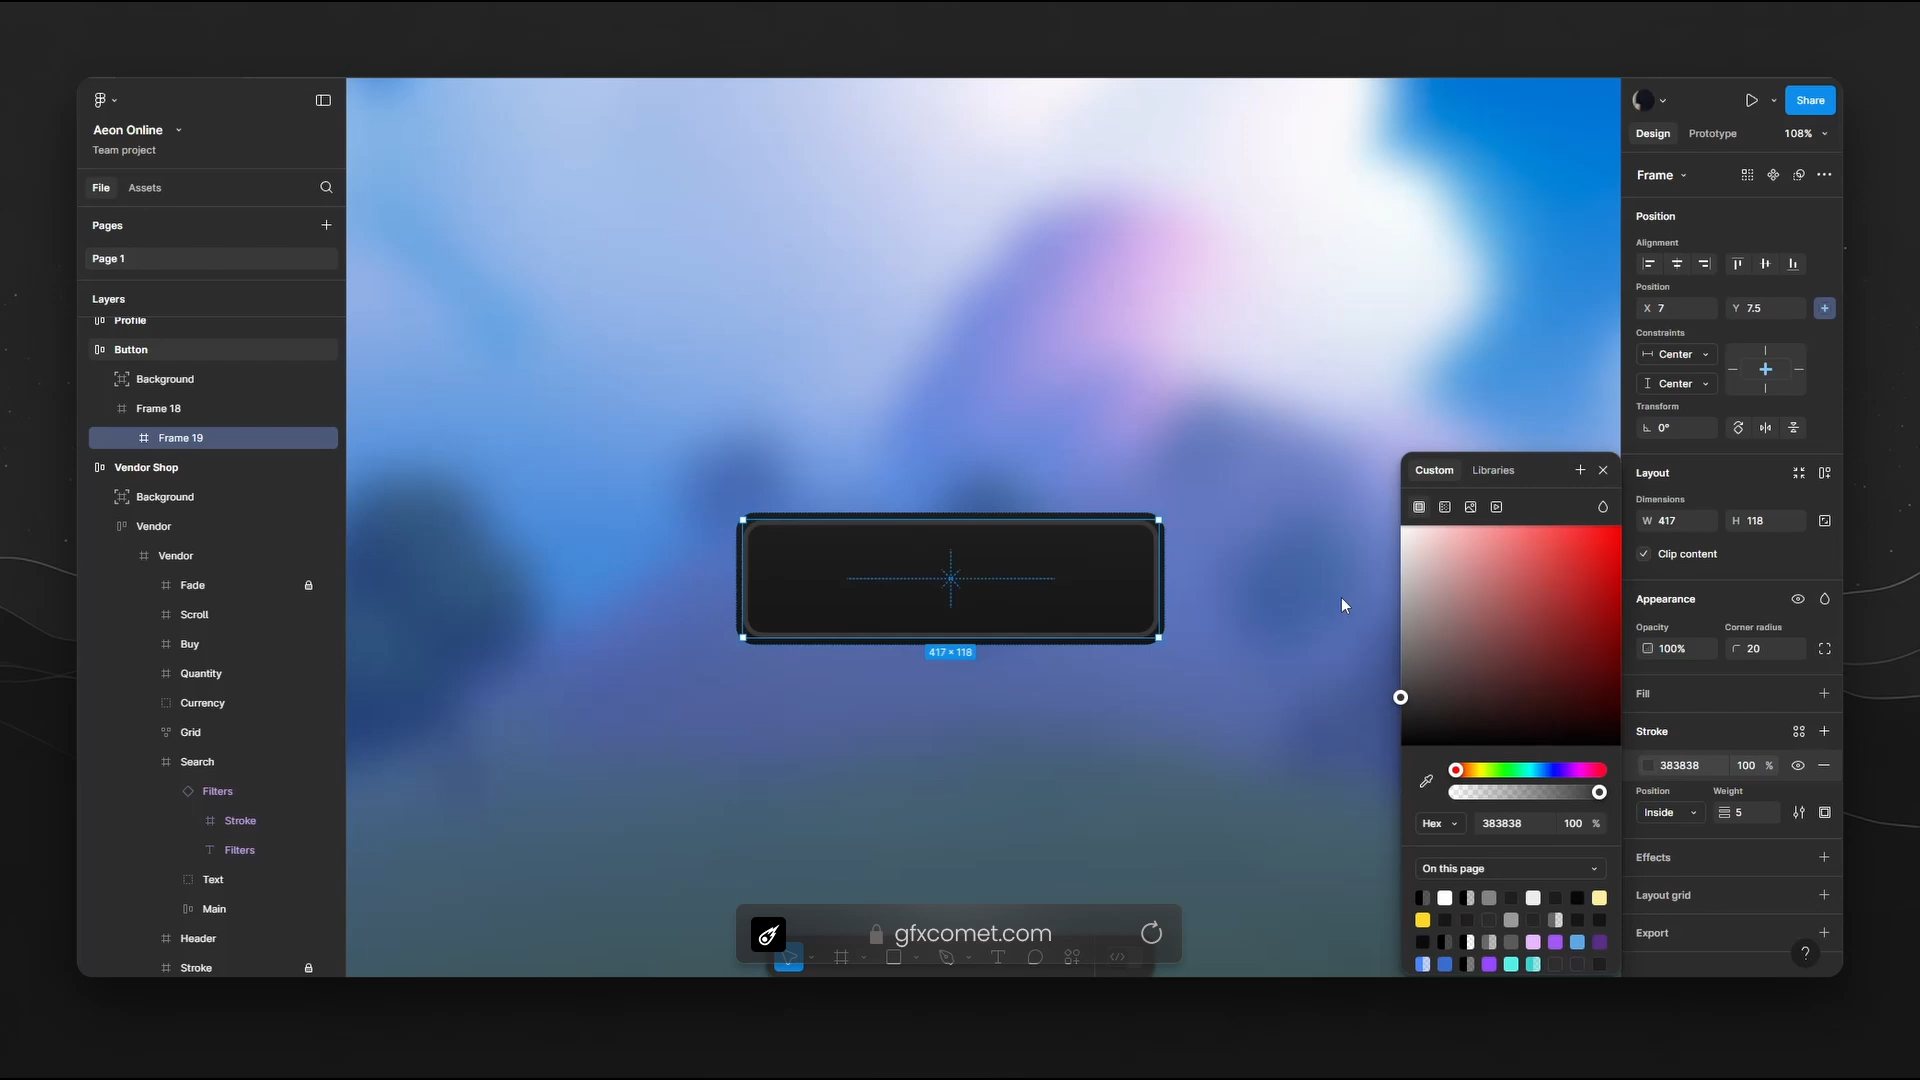 Aeon Online
Team project
File
Assets
Pages
Page 1
Layers
Profile
Button
Background
Frame 18
Frame 19
Vendor Shop
Background
Vendor
Vendor
Fade
Scroll
Buy
Quantity
Currency
Grid
Search
Filters
Stroke
Filters
Text
Main
Header
Stroke
417 × 118
gfxcomet.com
Custom
Libraries
Hex
383838
100 %
On this page
Share
Design
Prototype
108%
Frame
Position
Alignment
Position
X 7
Y 7.5
Constraints
Center
Center
Transform
0°
Layout
Dimensions
W 417
H 118
Clip content
Appearance
Opacity
Corner radius
100%
20
Fill
Stroke
383838
100 %
Position
Weight
Inside
5
Effects
Layout grid
Export
?